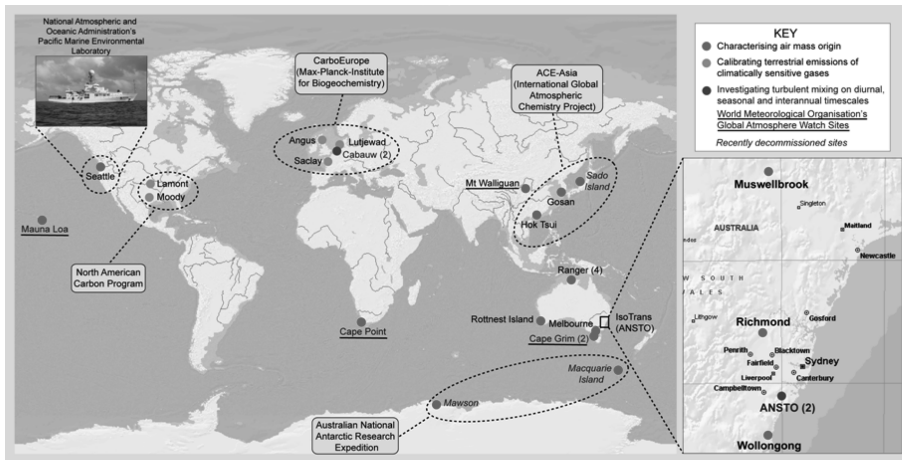 National Atmospheric and
Oceanic Administration's
Pacific Marine Environmental
Laboratory
CarboEurope
(Max-Planck-Institute
for Biogeochemistry)
ACE-Asia
(International Global
Atmospheric
Chemistry Project)
KEY
Characterising air mass origin
Calibrating terrestrial emissions of
climatically sensitive gases
Investigating turbulent mixing on diurnal,
seasonal and interannual timescales
World Meteorological Organisation's
Global Atmosphere Watch Sites
Recently decommissioned sites
Angus
Lutjewad
Cabauw (2)
Saclay
Seattle
Lamont
Moody
Mauna Loa
North American
Carbon Program
Mt Walliguan
Sado
Island
Gosan
Hok Tsui
Ranger (4)
Cape Point
Rottnest Island
Melbourne
Cape Grim (2)
IsoTrans
(ANSTO)
Macquarie
Island
Mawson
Australian National
Antarctic Research
Expedition
Muswellbrook
Singleton
AUSTRALIA
Maitland
Newcastle
W SOUTH
WALES
Lithgow
Gosford
Richmond
Penrith
Blacktown
Fairfield
Sydney
Liverpool
Canterbury
Campbelltown
ANSTO (2)
Wollongong